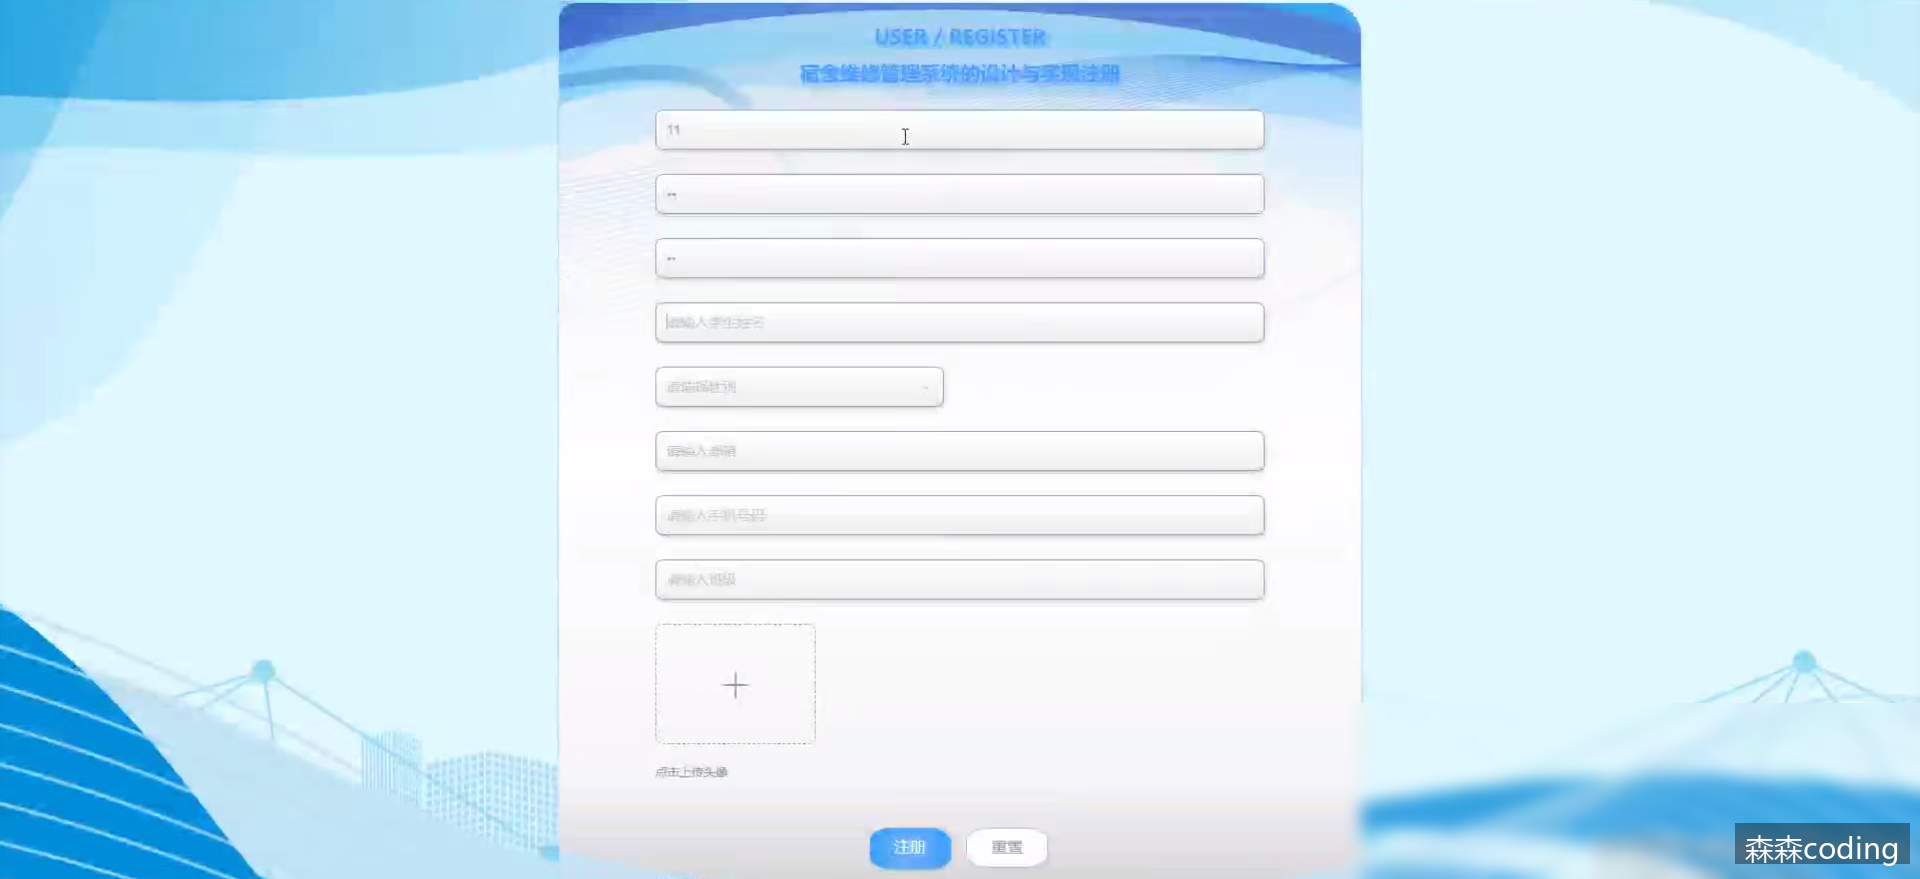 USER / REGISTER
宿舍维修管理系统的设计与实现注册
11
请输入学生姓名
请选择性别
请输入邮箱
请输入手机号码
请输入班级
点击上传头像
注册
重置
森森coding